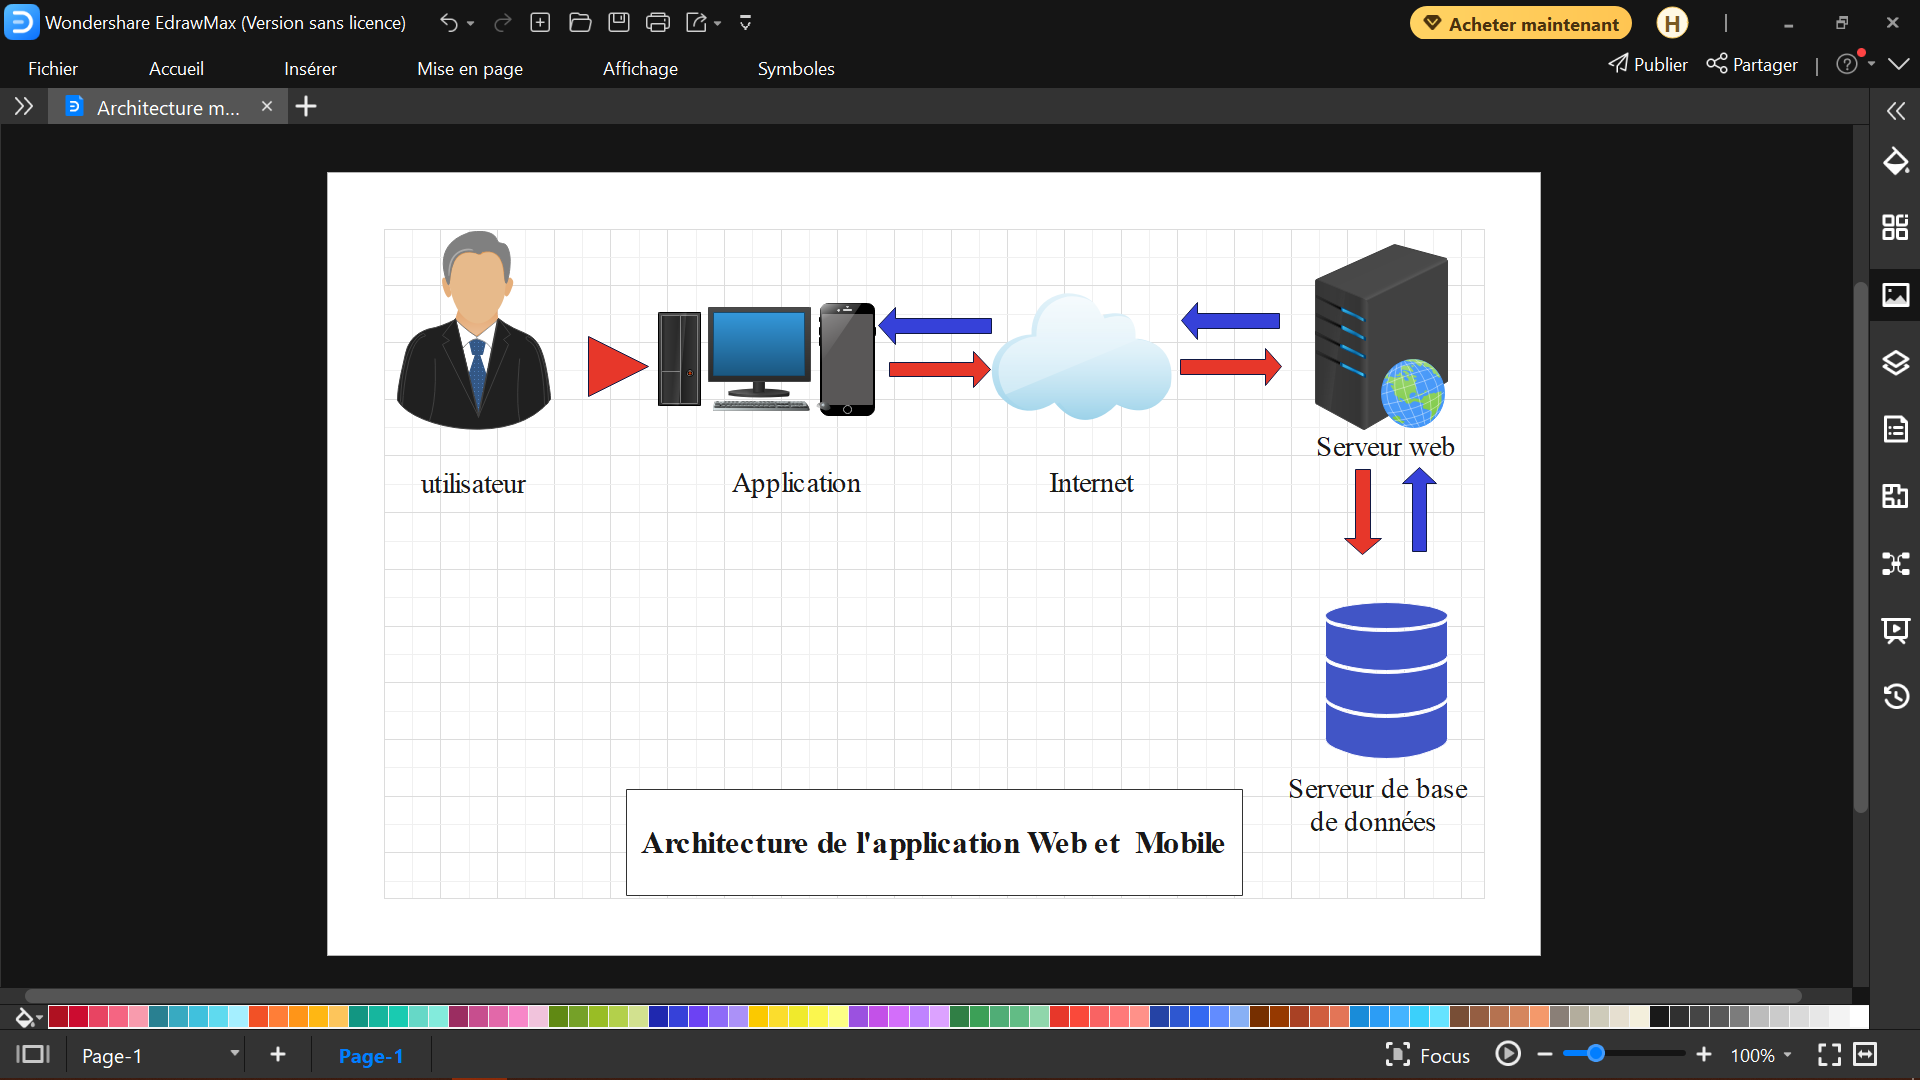 Wondershare EdrawMax (Version sans licence)
Acheter maintenant
H
Fichier
Accueil
Insérer
Mise en page
Affichage
Symboles
Publier
Partager
Architecture m...
utilisateur
Application
Internet
Serveur web
Serveur de base
de données
Architecture de l'application Web et  Mobile
Page-1
Page-1
Focus
100%